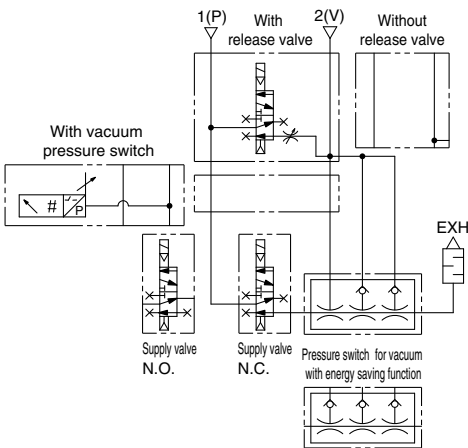 1(P)
With
release valve
2(V)
Without
release valve
With vacuum
pressure switch
#
P
EXH
Supply valve
N.O.
Supply valve
N.C.
Pressure switch for vacuum
with energy saving function